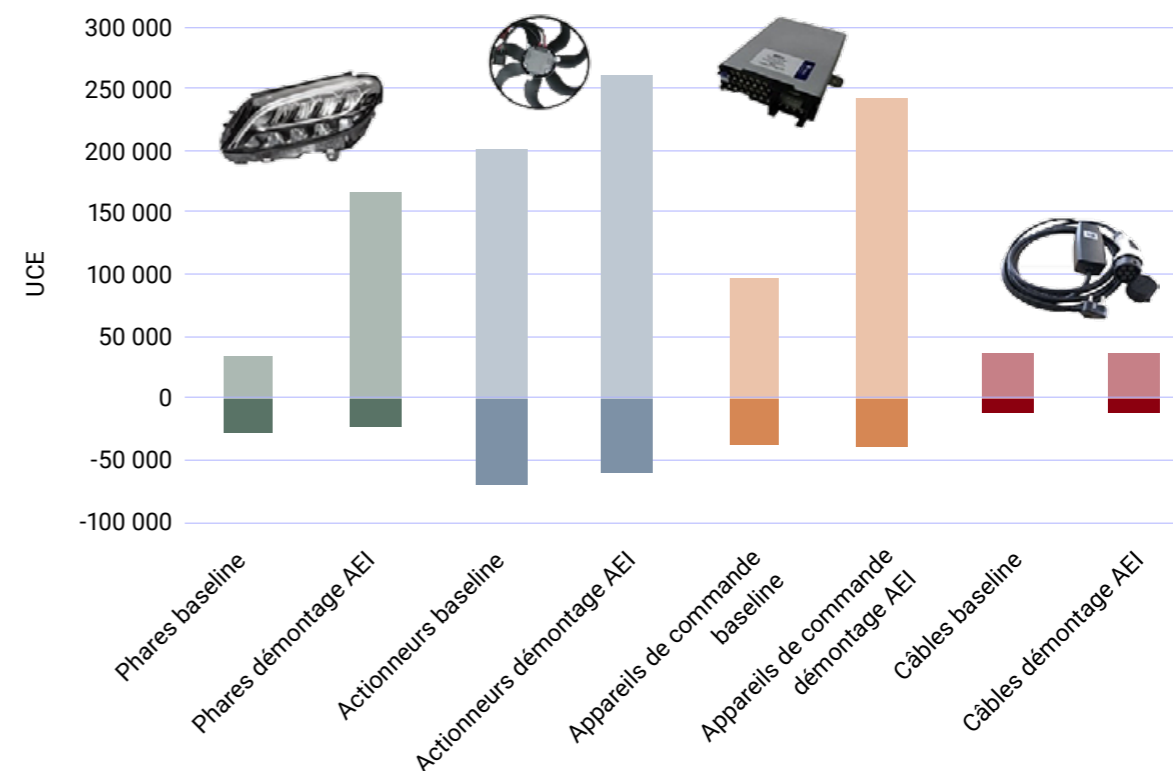 300 000
250 000
200 000
150 000
100 000
50 000
0
-50 000
-100 000
UCE
Phares baseline
Phares démontage AEI
Actionneurs baseline
Actionneurs démontage AEI
Appareils de commande
baseline
Appareils de commande
démontage AEI
Câbles baseline
Câbles démontage AEI